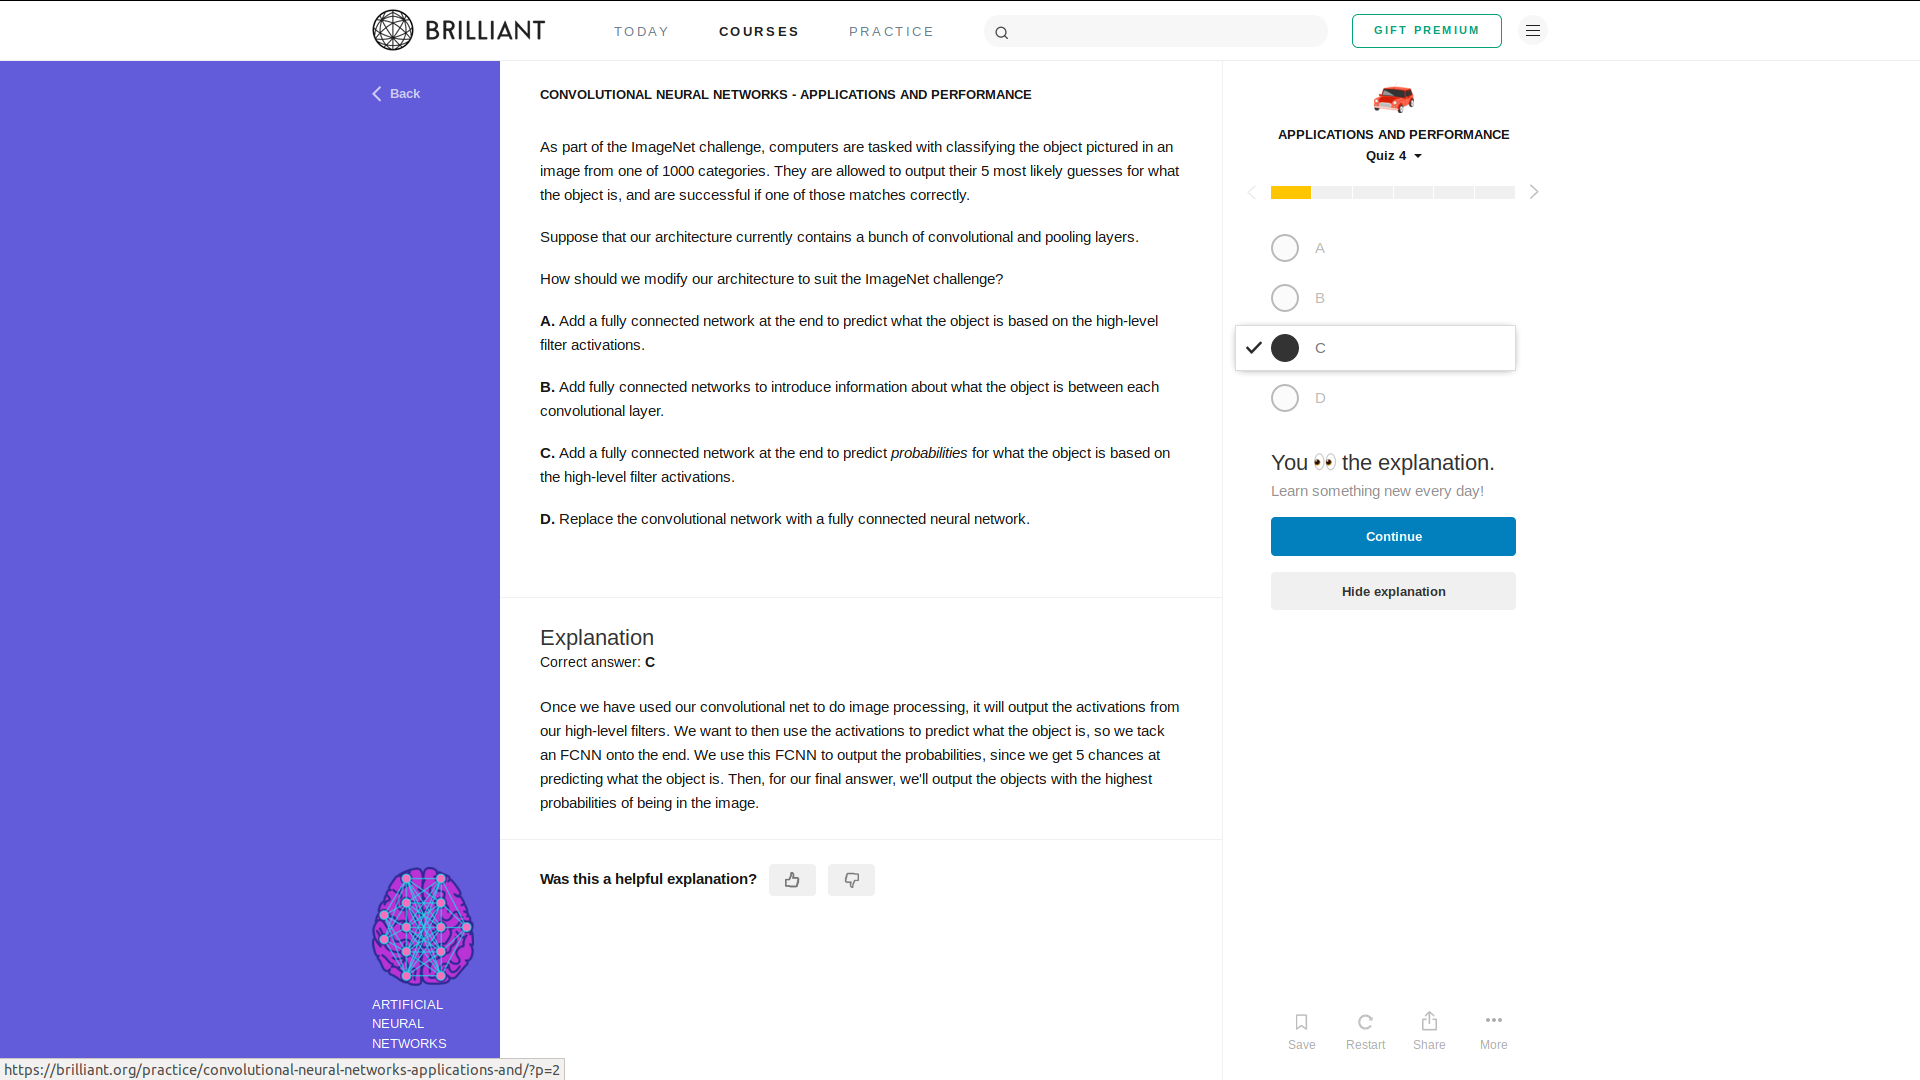 BRILLIANT
TODAY
COURSES
PRACTICE
GIFT PREMIUM
Back
CONVOLUTIONAL NEURAL NETWORKS - APPLICATIONS AND PERFORMANCE
As part of the ImageNet challenge, computers are tasked with classifying the object pictured in an
image from one of 1000 categories. They are allowed to output their 5 most likely guesses for what
the object is, and are successful if one of those matches correctly.
Suppose that our architecture currently contains a bunch of convolutional and pooling layers.
How should we modify our architecture to suit the ImageNet challenge?
A. Add a fully connected network at the end to predict what the object is based on the high-level
filter activations.
B. Add fully connected networks to introduce information about what the object is between each
convolutional layer.
C. Add a fully connected network at the end to predict probabilities for what the object is based on
the high-level filter activations.
D. Replace the convolutional network with a fully connected neural network.
Explanation
Correct answer: C
Once we have used our convolutional net to do image processing, it will output the activations from
our high-level filters. We want to then use the activations to predict what the object is, so we tack
an FCNN onto the end. We use this FCNN to output the probabilities, since we get 5 chances at
predicting what the object is. Then, for our final answer, we'll output the objects with the highest
probabilities of being in the image.
Was this a helpful explanation?
APPLICATIONS AND PERFORMANCE
Quiz 4
A
B
C
D
You 👀 the explanation.
Learn something new every day!
Continue
Hide explanation
Save
Restart
Share
More
ARTIFICIAL
NEURAL
NETWORKS
https://brilliant.org/practice/convolutional-neural-networks-applications-and/?p=2